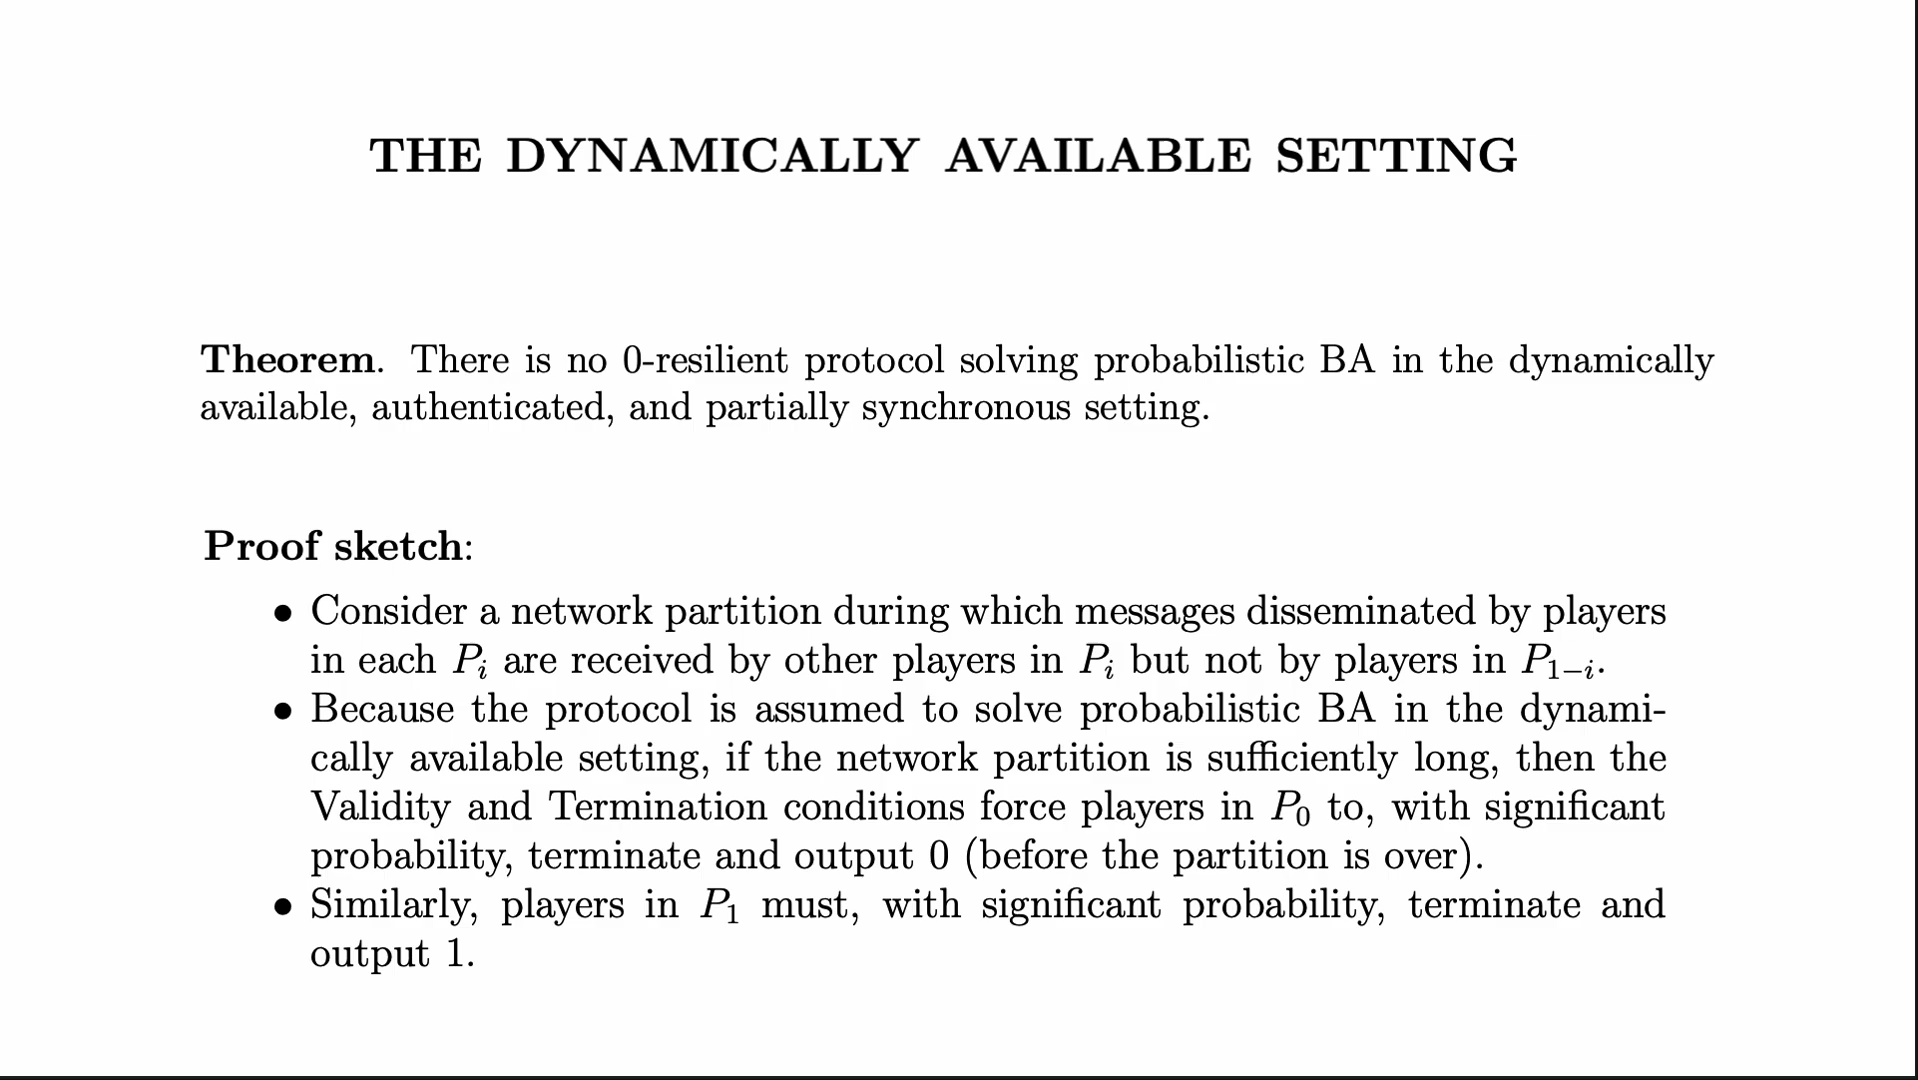 THE DYNAMICALLY AVAILABLE SETTING
Theorem. There is no 0-resilient protocol solving probabilistic BA in the dynamically
available, authenticated, and partially synchronous setting.
Proof sketch:
• Consider a network partition during which messages disseminated by players
in each P_i are received by other players in P_i but not by players in P_{1−i}.
• Because the protocol is assumed to solve probabilistic BA in the dynami-
cally available setting, if the network partition is sufficiently long, then the
Validity and Termination conditions force players in P_0 to, with significant
probability, terminate and output 0 (before the partition is over).
• Similarly, players in P_1 must, with significant probability, terminate and
output 1.